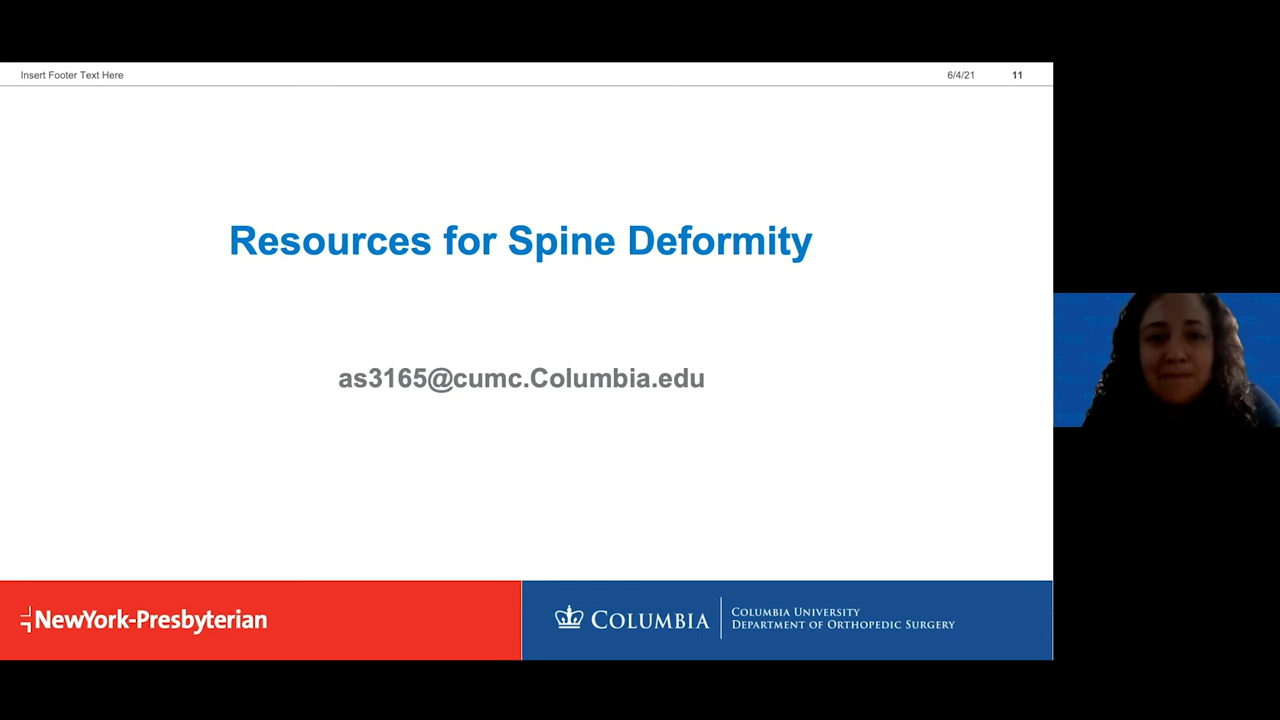 Insert Footer Text Here
6/4/21 11
Resources for Spine Deformity
as3165@cumc.Columbia.edu
NewYork-Presbyterian
COLUMBIA
COLUMBIA UNIVERSITY
DEPARTMENT OF ORTHOPEDIC SURGERY